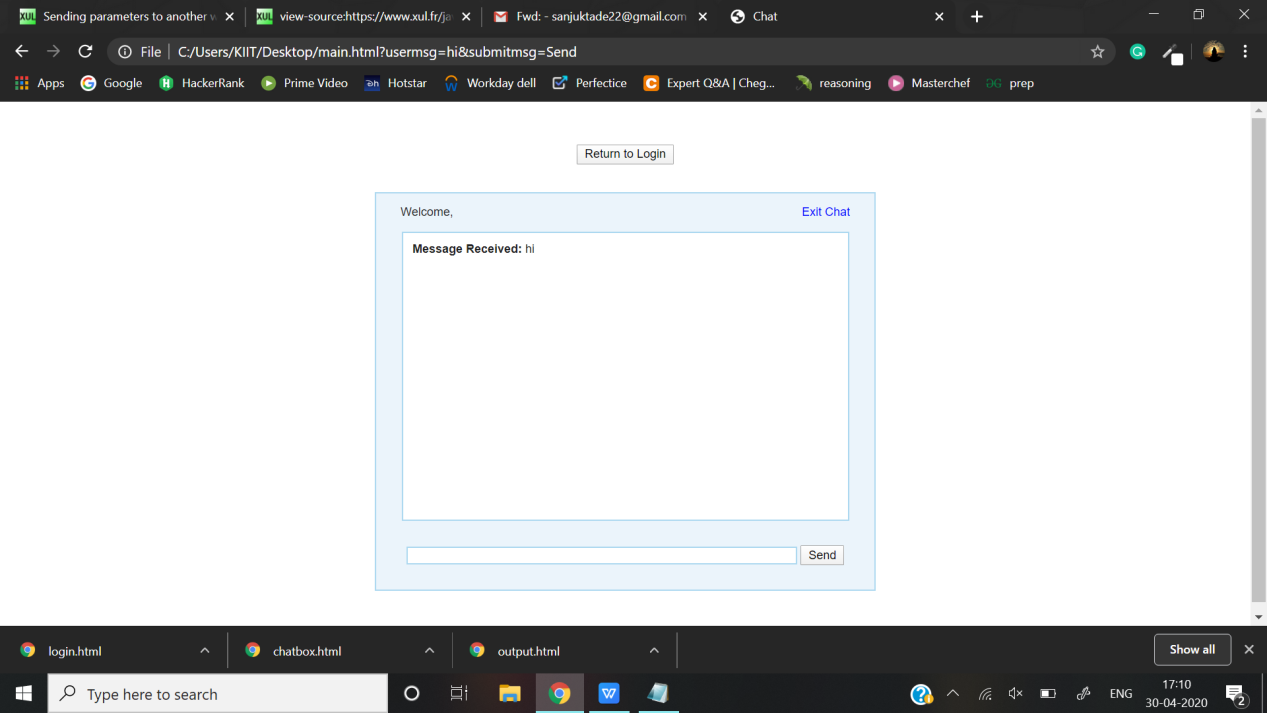 XUL Sending parameters to another w
XUL view-source:https://www.xul.fr/ja
Fwd: - sanjuktade22@gmail.com
Chat
File C:/Users/KIIT/Desktop/main.html?usermsg=hi&submitmsg=Send
Apps Google HackerRank Prime Video Hotstar Workday dell Perfectice Expert Q&A | Cheg... reasoning Masterchef prep
Return to Login
Welcome, Exit Chat
Message Received: hi
Send
login.html chatbox.html output.html Show all
Type here to search
ENG
17:10
30-04-2020
2